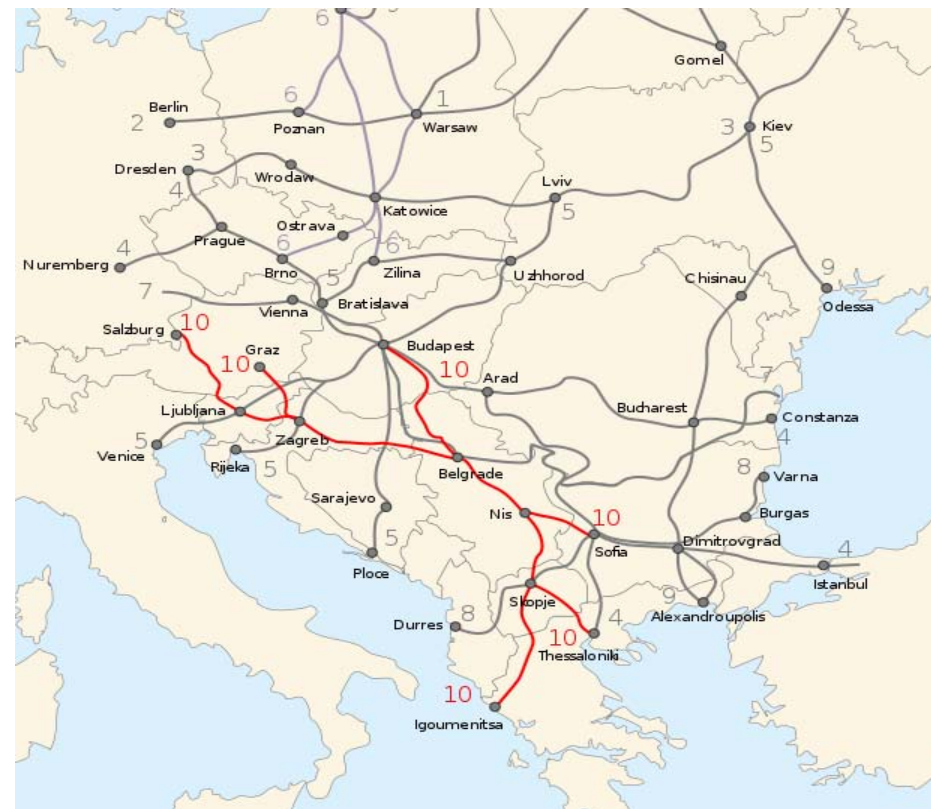 6
Gomel
Berlin
6
1
2
Poznan
Warsaw
3
Kiev
5
3
Dresden
Wrodaw
4
Lviv
5
Katowice
Ostrava
Prague
6
6
4
Nuremberg
Brno
Zilina
Uzhhorod
Chisinau
9
Odessa
7
5
Vienna
Bratislava
Salzburg
10
Graz
10
Budapest
10
Arad
7
Ljubljana
Bucharest
Constanza
4
5
Venice
Zagreb
Rijeka
5
Belgrade
8
Varna
Sarajevo
Nis
10
Burgas
5
Ploce
Sofia
Dimitrovgrad
4
Istanbul
Skopje
9
Alexandroupolis
8
Durres
4
10
Thessaloniki
10
Igoumenitsa